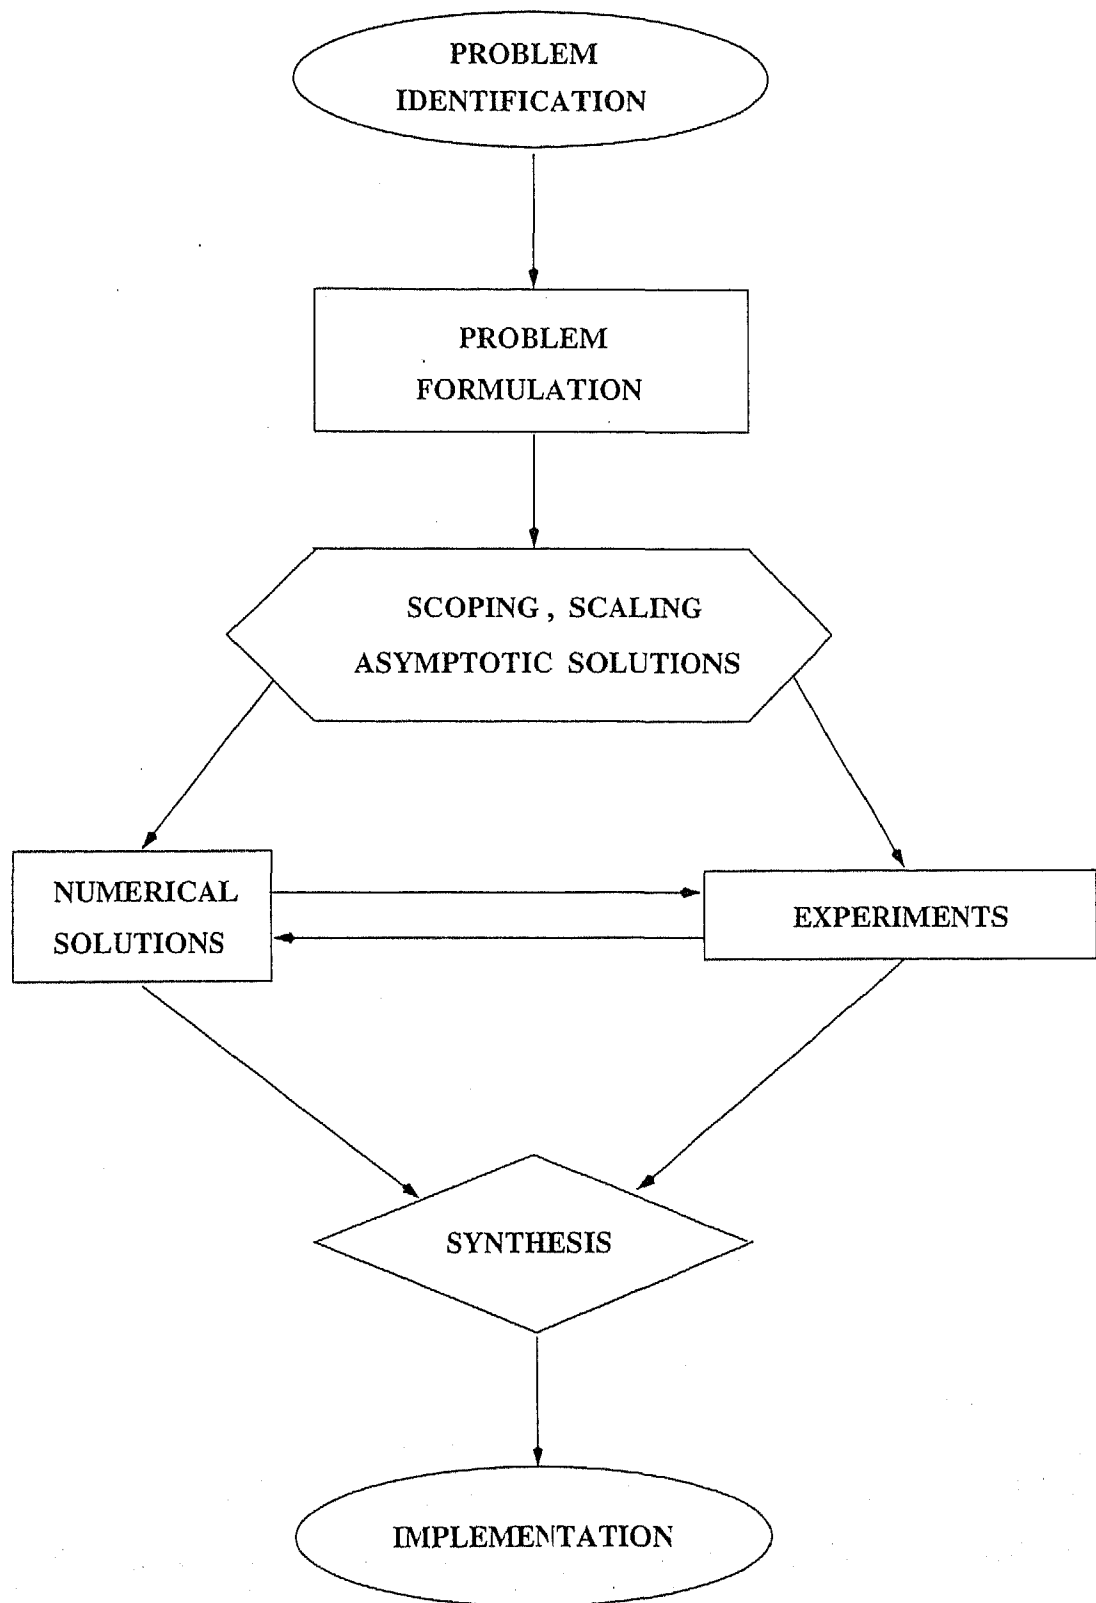 PROBLEM
IDENTIFICATION
PROBLEM
FORMULATION
SCOPING , SCALING
ASYMPTOTIC SOLUTIONS
NUMERICAL
SOLUTIONS
EXPERIMENTS
SYNTHESIS
IMPLEMENTATION